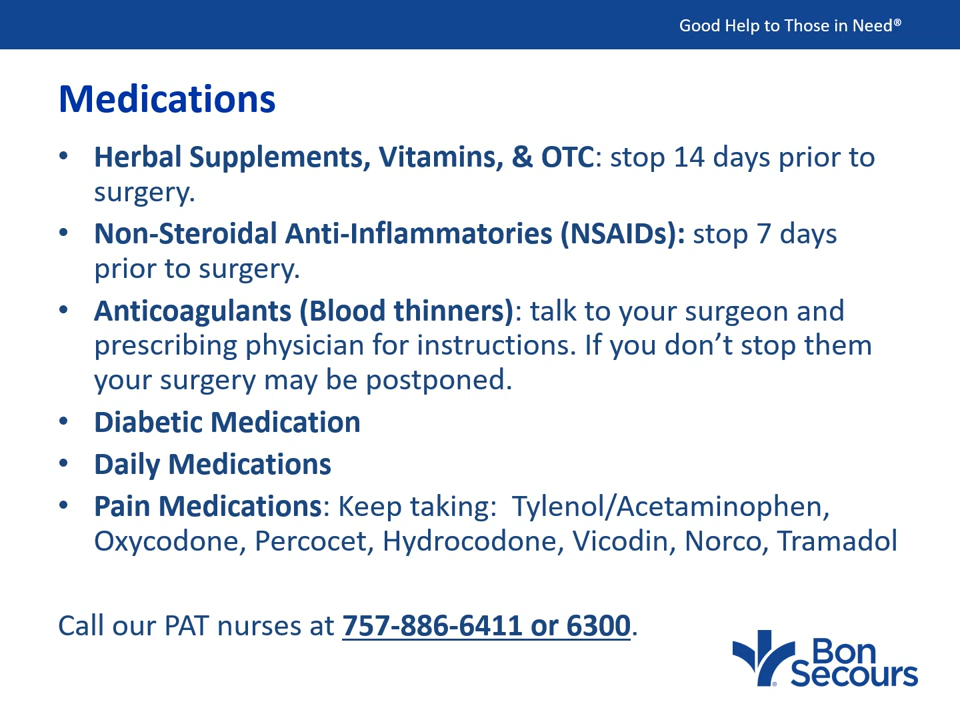 Good Help to Those in Need®
Medications
• Herbal Supplements, Vitamins, & OTC: stop 14 days prior to
surgery.
• Non-Steroidal Anti-Inflammatories (NSAIDs): stop 7 days
prior to surgery.
• Anticoagulants (Blood thinners): talk to your surgeon and
prescribing physician for instructions. If you don’t stop them
your surgery may be postponed.
• Diabetic Medication
• Daily Medications
• Pain Medications: Keep taking:  Tylenol/Acetaminophen,
Oxycodone, Percocet, Hydrocodone, Vicodin, Norco, Tramadol
Call our PAT nurses at 757-886-6411 or 6300.
Bon
Secours